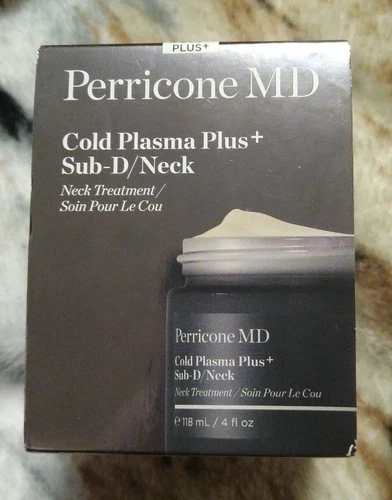 PLUS+
Perricone MD
Cold Plasma Plus+
Sub-D/Neck
Neck Treatment /
Soin Pour Le Cou
Perricone MD
Cold Plasma Plus+
Sub-D/Neck
Neck Treatment / Soin Pour Le Cou
℮ 118 mL / 4 fl oz